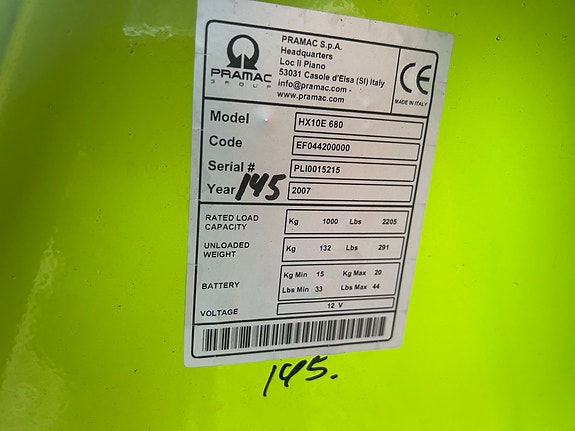 PRAMAC
GROUP
PRAMAC S.p.A.
Headquarters
Loc Il Piano
53031 Casole d'Elsa (SI) Italy
info@pramac.com -
www.pramac.com
CE
MADE IN ITALY
Model HX10E 680
Code EF044200000
Serial # PLI0015215
Year 145 2007
RATED LOAD CAPACITY Kg 1000 Lbs 2205
UNLOADED WEIGHT Kg 132 Lbs 291
BATTERY Kg Min 15 Kg Max 20
Lbs Min 33 Lbs Max 44
VOLTAGE 12 V
145.